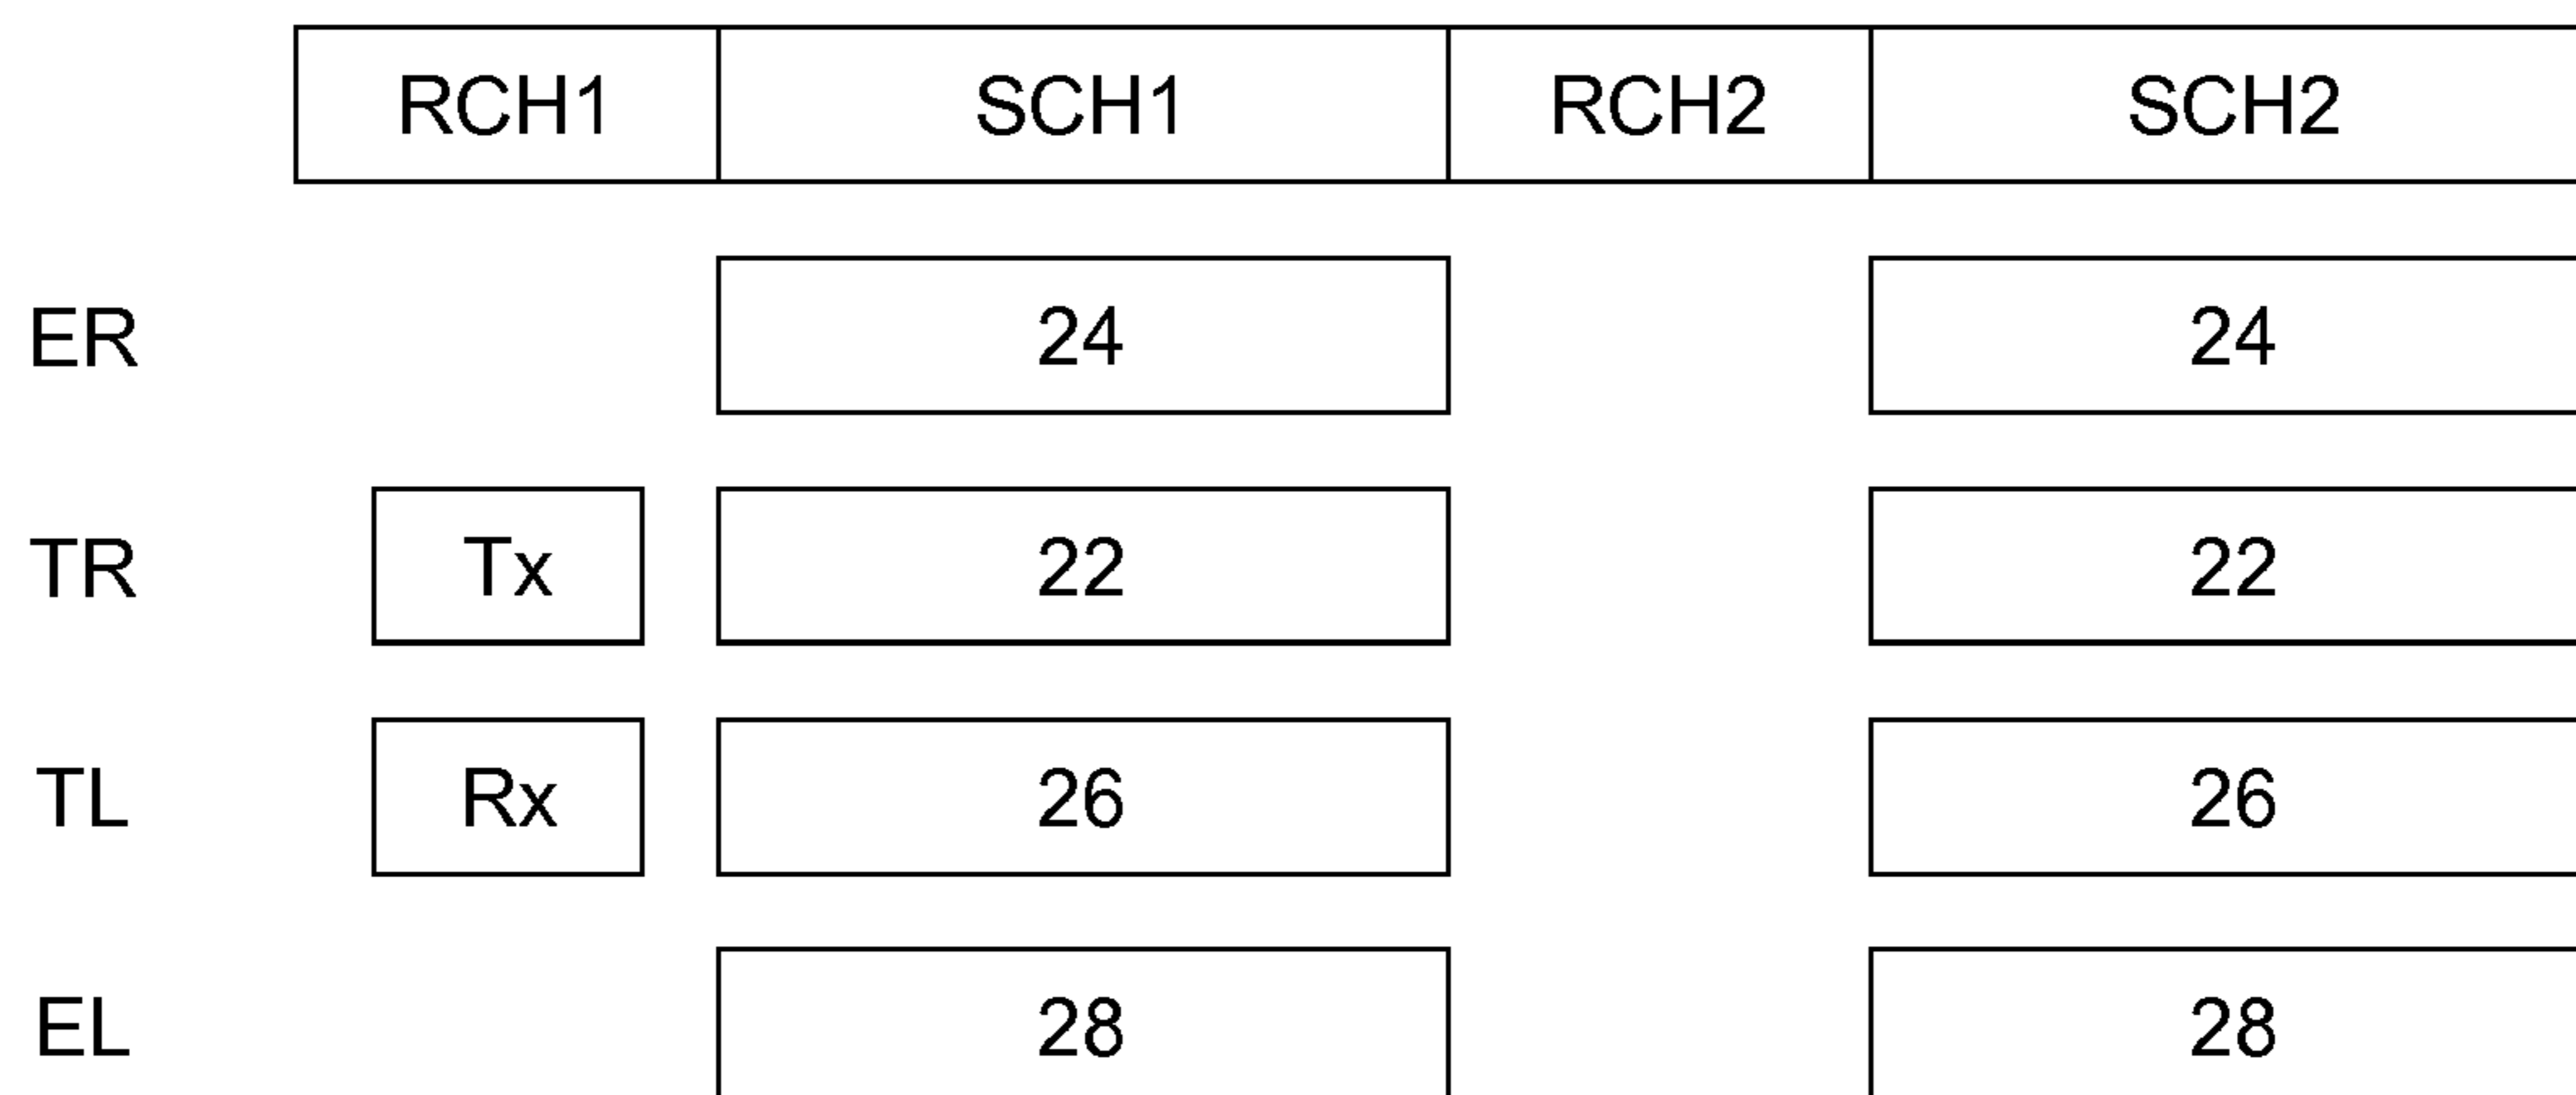 RCH1 SCH1 RCH2 SCH2
ER 24 24
TR Tx 22 22
TL Rx 26 26
EL 28 28